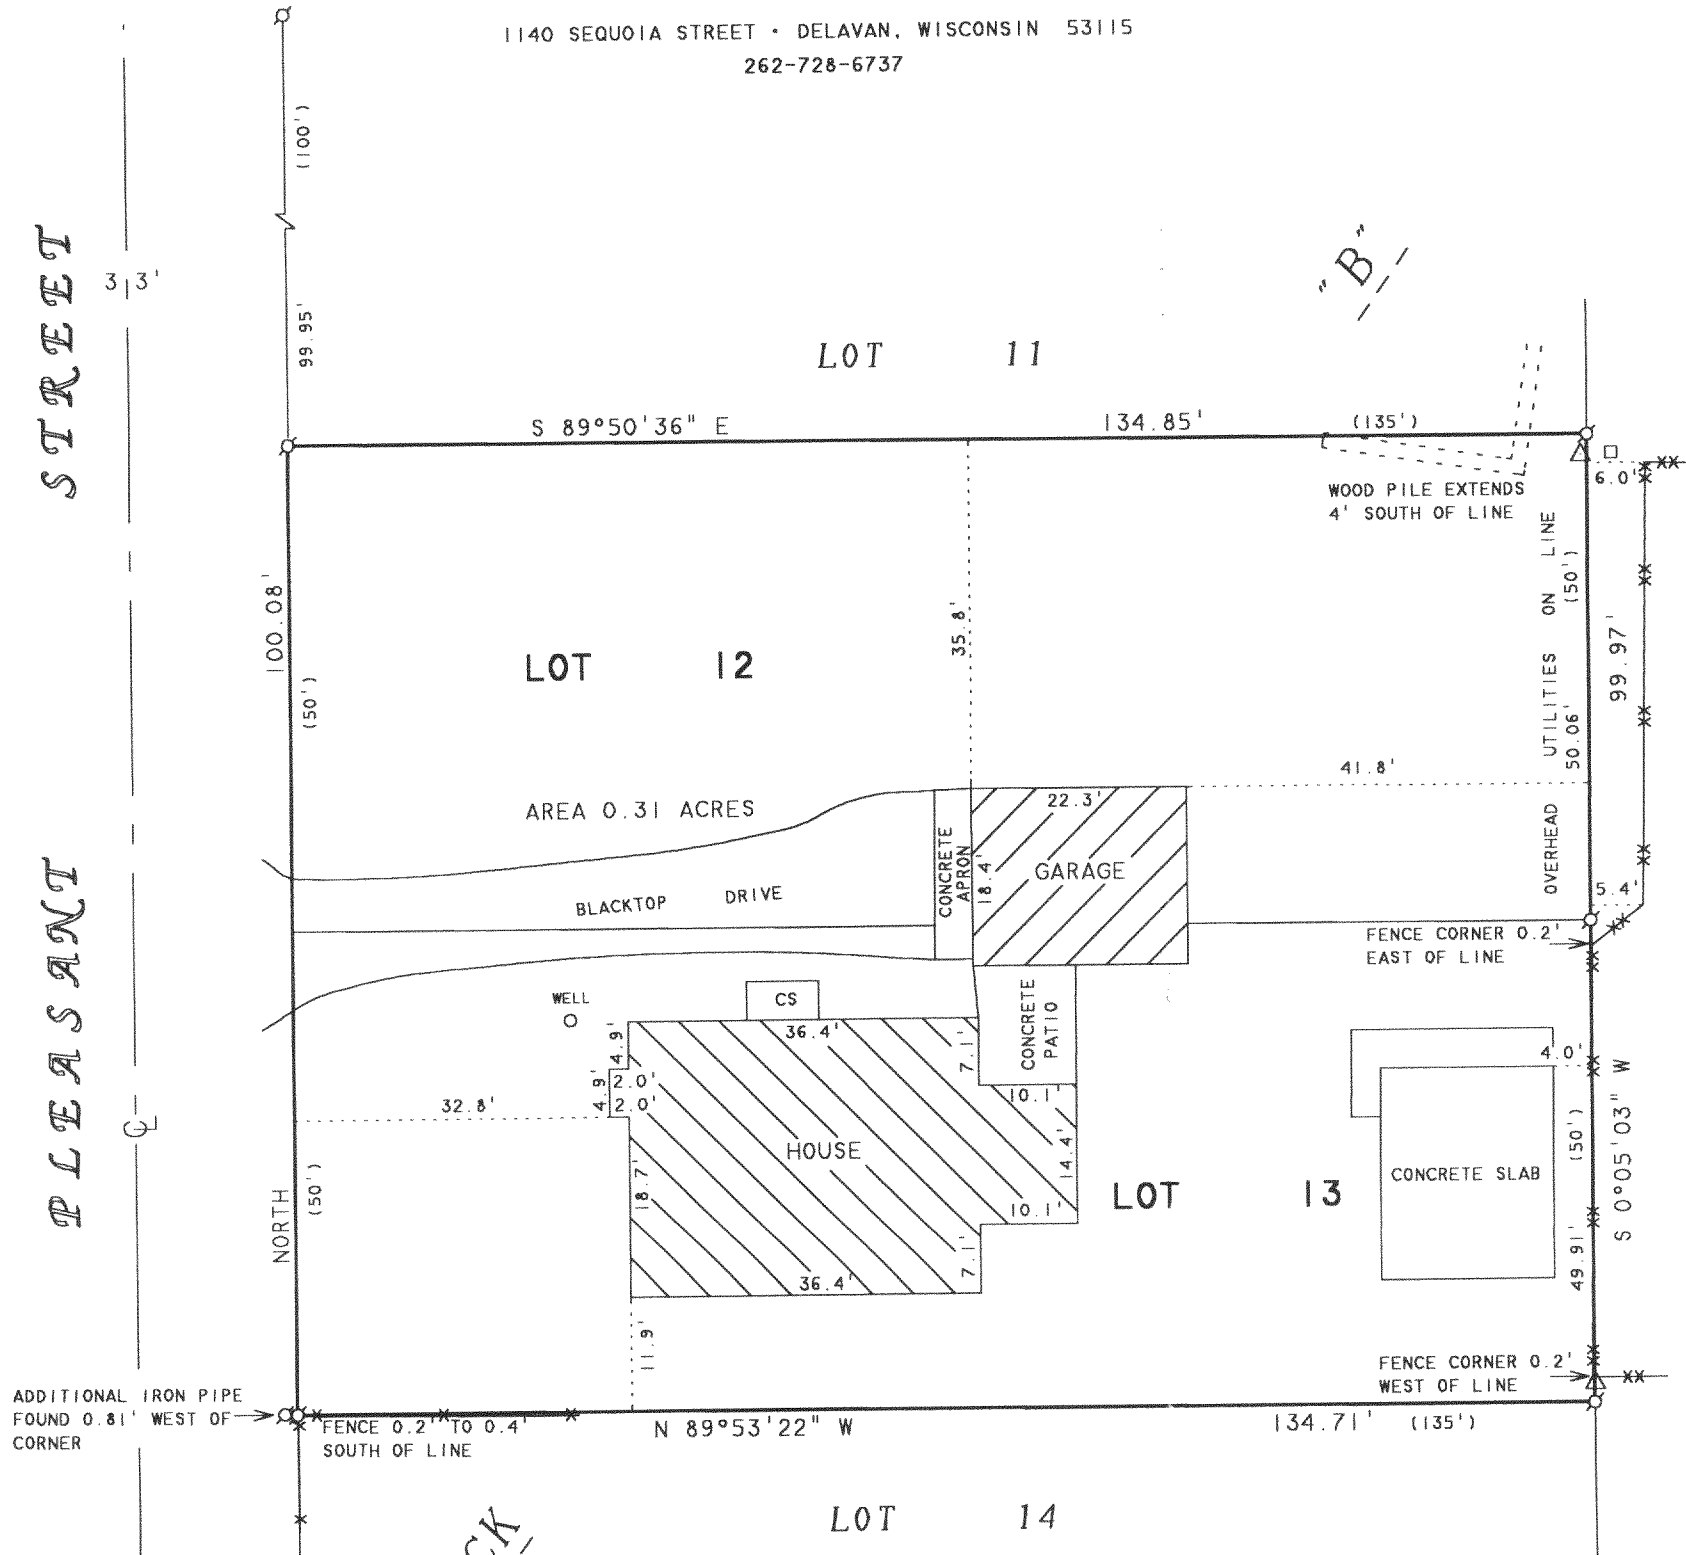 1140 SEQUOIA STREET • DELAVAN, WISCONSIN 53115
262-728-6737
(100')
STREET
33'
99.95'
"B"
LOT 11
S 89°50'36" E
134.85'
(135')
WOOD PILE EXTENDS
4' SOUTH OF LINE
6.0'
100.08'
(50')
LOT 12
35.8'
OVERHEAD UTILITIES ON LINE
(50')
50.06'
99.97'
41.8'
AREA 0.31 ACRES
22.3'
CONCRETE
APRON
18.4'
GARAGE
BLACKTOP DRIVE
5.4'
FENCE CORNER 0.2'
EAST OF LINE
PLEASANT
WELL
CS
CONCRETE
PATIO
36.4'
4.9'
7.1'
4.0'
4.9'
2.0'
2.0'
10.1'
32.8'
CL
HOUSE
14.4'
(50')
S 0°05'03" W
CONCRETE SLAB
NORTH
(50')
18.7'
10.1'
LOT 13
7.1'
49.91'
36.4'
11.9'
FENCE CORNER 0.2'
WEST OF LINE
ADDITIONAL IRON PIPE
FOUND 0.81' WEST OF
CORNER
FENCE 0.2' TO 0.4'
SOUTH OF LINE
N 89°53'22" W
134.71'
(135')
LOT 14
CK